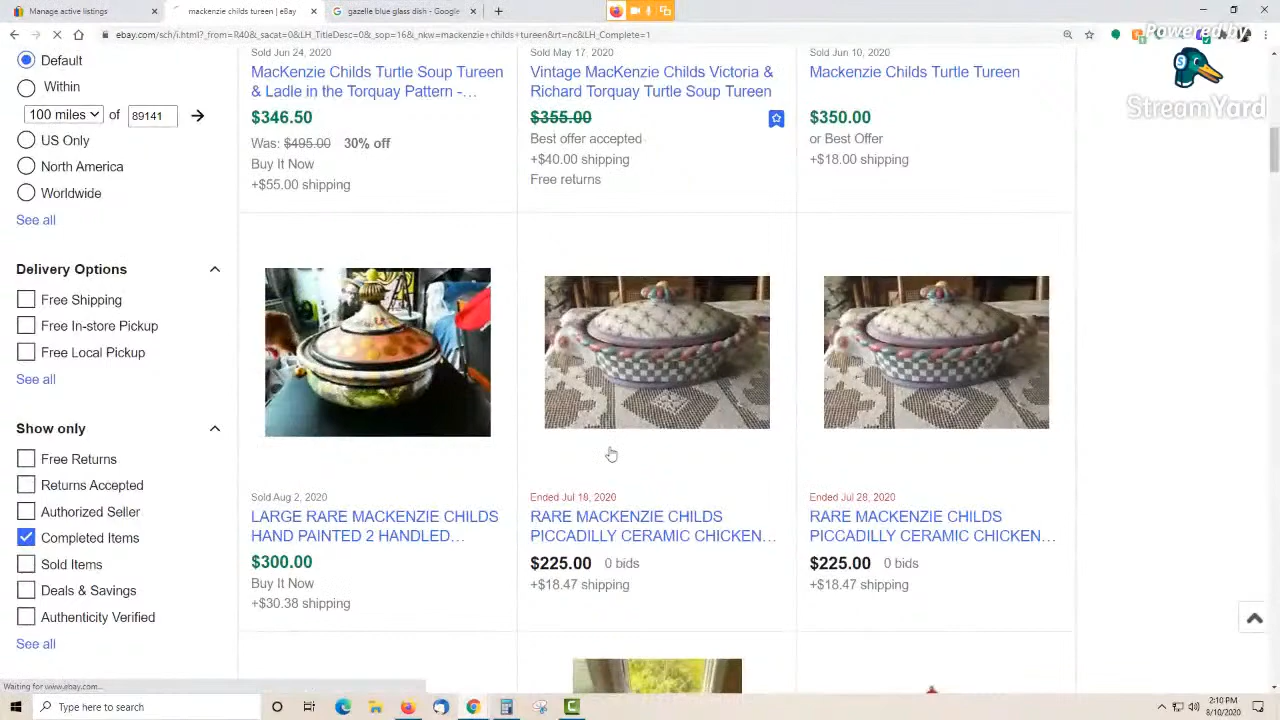 Manage active listings
mackenzie childs tureen | eBay
gazelle blue glass dish - Google
ebay.com/sch/i.html?_from=R40&_sacat=0&LH_TitleDesc=0&_sop=16&_nkw=mackenzie+childs+tureen&rt=nc&LH_Complete=1
Powered by
StreamYard
Default
Within
100 miles of 89141
US Only
North America
Worldwide
See all
Delivery Options
Free Shipping
Free In-store Pickup
Free Local Pickup
See all
Show only
Free Returns
Returns Accepted
Authorized Seller
Completed Items
Sold Items
Deals & Savings
Authenticity Verified
See all
Sold Jun 24, 2020
MacKenzie Childs Turtle Soup Tureen
& Ladle in the Torquay Pattern -...
$346.50
Was: $495.00 30% off
Buy It Now
+$55.00 shipping
Sold May 17, 2020
Vintage MacKenzie Childs Victoria &
Richard Torquay Turtle Soup Tureen
$355.00
Best offer accepted
+$40.00 shipping
Free returns
Sold Jun 10, 2020
Mackenzie Childs Turtle Tureen
$350.00
or Best Offer
+$18.00 shipping
Sold Aug 2, 2020
LARGE RARE MACKENZIE CHILDS
HAND PAINTED 2 HANDLED...
$300.00
Buy It Now
+$30.38 shipping
Ended Jul 18, 2020
RARE MACKENZIE CHILDS
PICCADILLY CERAMIC CHICKEN...
$225.00 0 bids
+$18.47 shipping
Ended Jul 28, 2020
RARE MACKENZIE CHILDS
PICCADILLY CERAMIC CHICKEN...
$225.00 0 bids
+$18.47 shipping
Waiting for www.ebay.com...
Type here to search
2:10 PM
8/10/2020